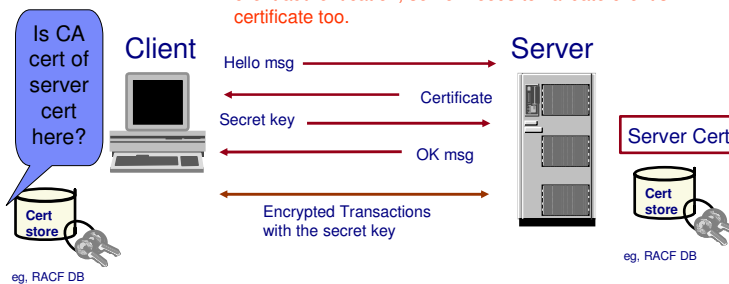 certificate too.
Is CA
cert of
server
cert
here?
Client
Server
Hello msg
Certificate
Secret key
OK msg
Server Cert
Encrypted Transactions
with the secret key
Cert
store
eg, RACF DB
Cert
store
eg, RACF DB